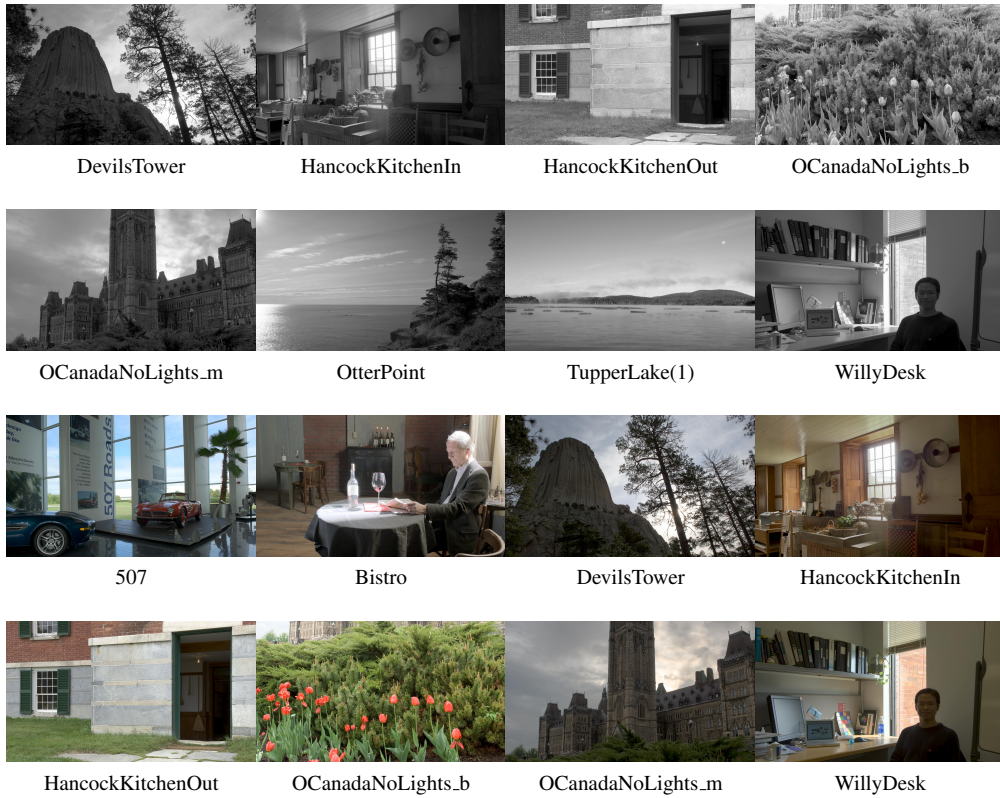 DevilsTower
HancockKitchenIn
HancockKitchenOut
OCanadaNoLights_b
OCanadaNoLights_m
OtterPoint
TupperLake(1)
WillyDesk
507 Roads
507
Bistro
DevilsTower
HancockKitchenIn
HancockKitchenOut
OCanadaNoLights_b
OCanadaNoLights_m
WillyDesk